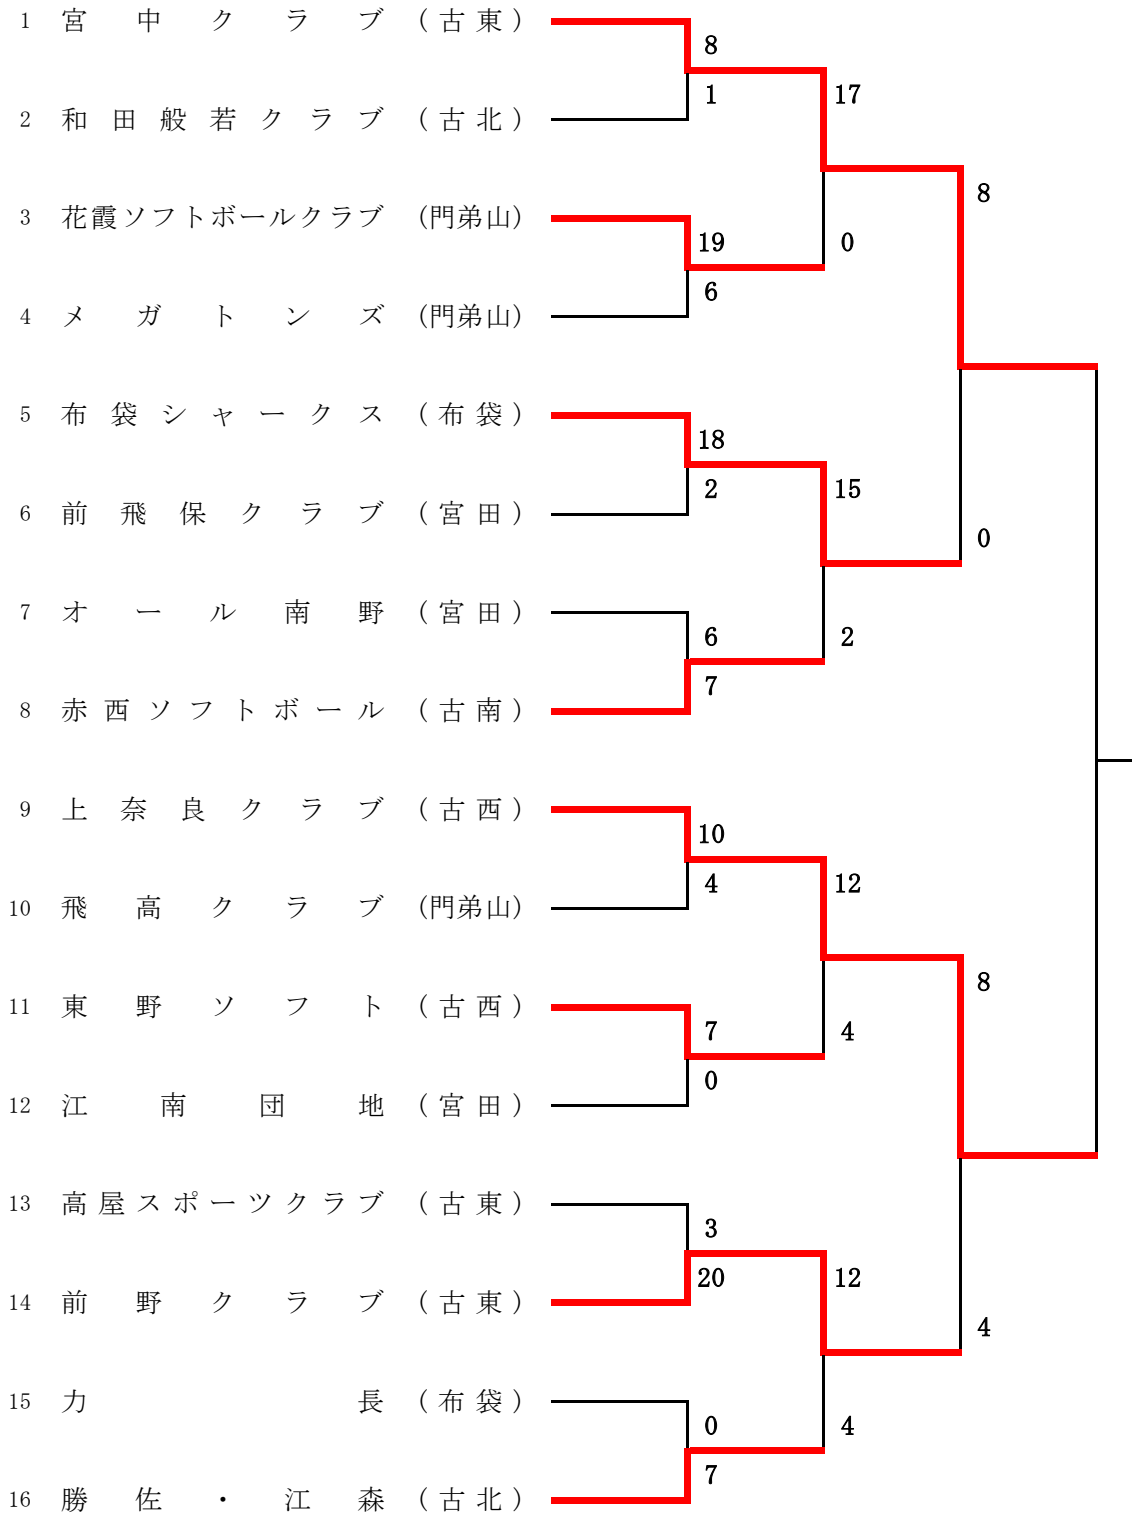 1 宮中クラブ (古東)
8
1
17
2 和田般若クラブ (古北)
8
3 花霞ソフトボールクラブ (門弟山)
19
0
6
4 メガトンズ (門弟山)
5 布袋シャークス (布袋)
18
2
15
6 前飛保クラブ (宮田)
0
7 オール南野 (宮田)
6
2
7
8 赤西ソフトボール (古南)
9 上奈良クラブ (古西)
10
4
12
10 飛高クラブ (門弟山)
8
11 東野ソフト (古西)
7
4
0
12 江南団地 (宮田)
13 高屋スポーツクラブ (古東)
3
20
12
14 前野クラブ (古東)
4
15 力長 (布袋)
0
4
7
16 勝佐・江森 (古北)